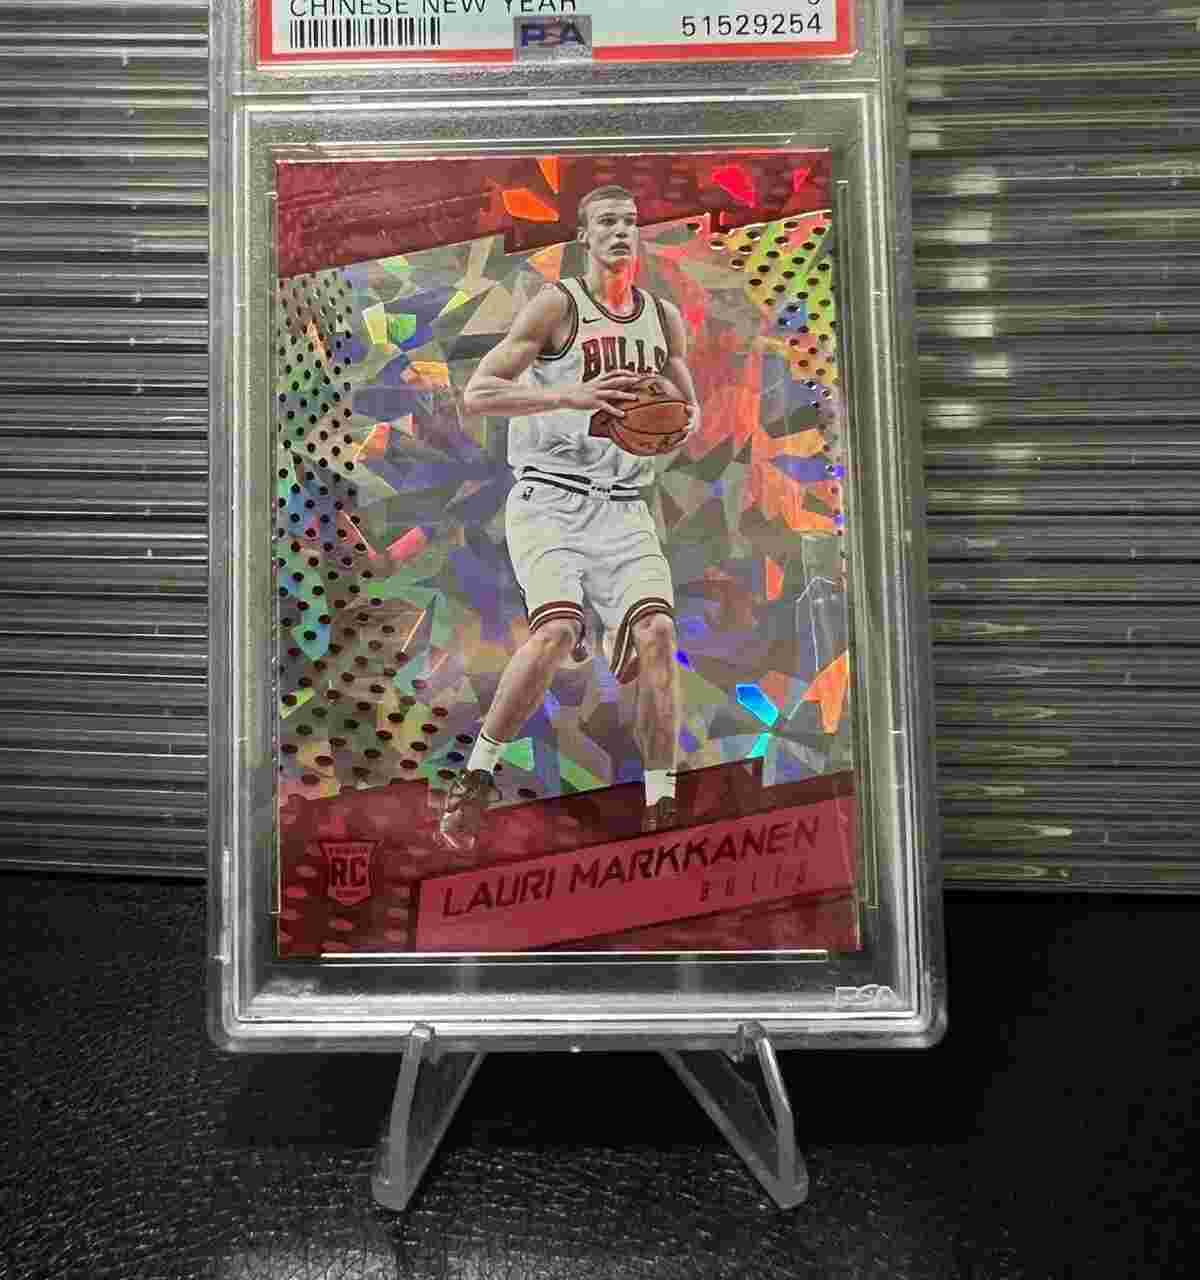 CHINESE NEW YEAR
PSA
51529254
BULLS
RC
LAURI MARKKANEN
BULLS
PSA